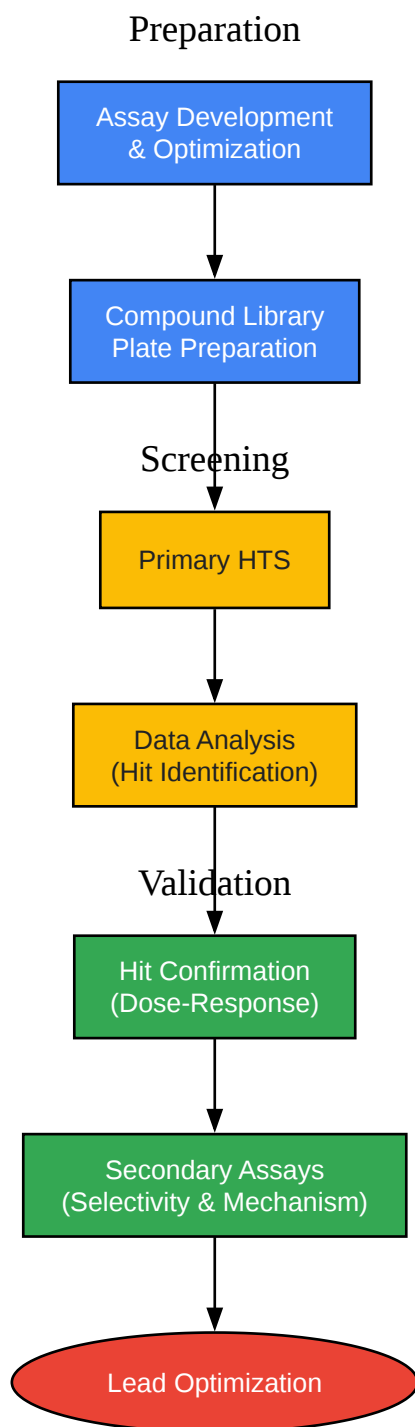 Preparation
Assay Development
& Optimization
Compound Library
Plate Preparation
Screening
Primary HTS
Data Analysis
(Hit Identification)
Validation
Hit Confirmation
(Dose-Response)
Secondary Assays
(Selectivity & Mechanism)
Lead Optimization